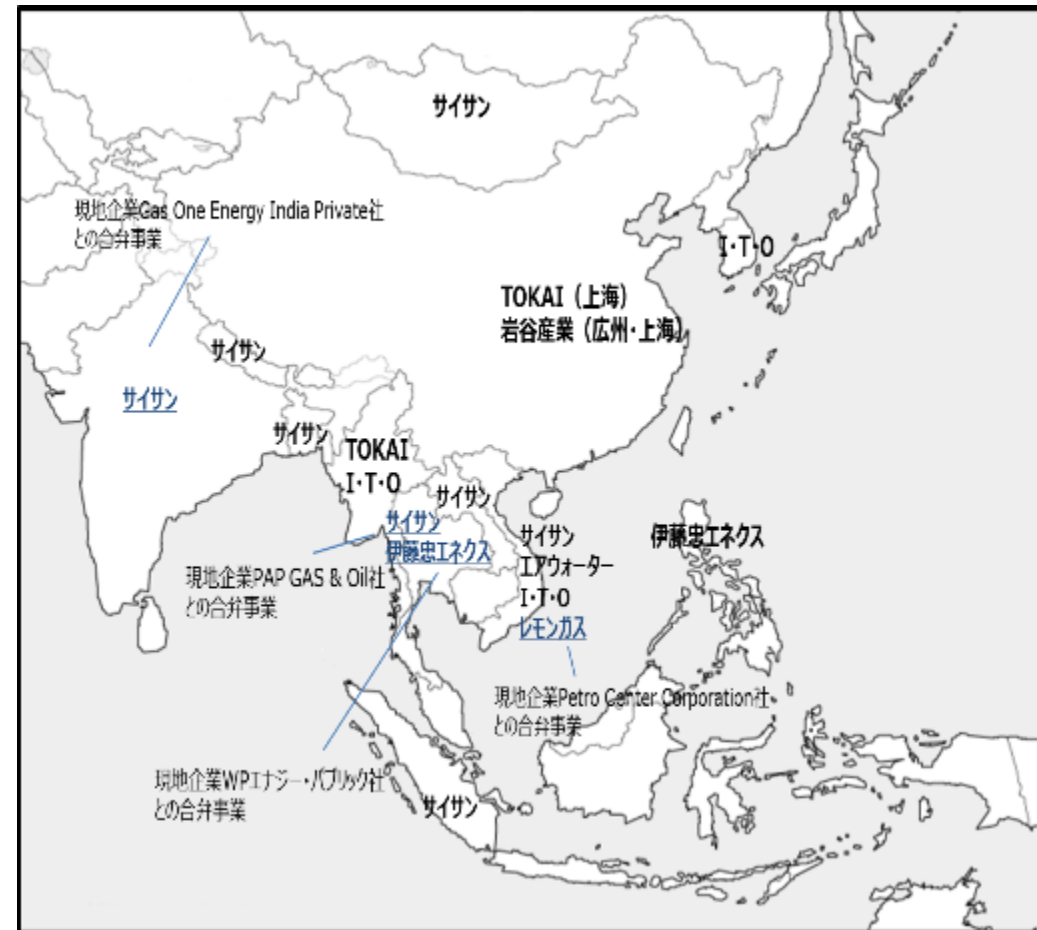 サイサン
現地企業Gas One Energy India Private社
との合弁事業
I・T・O
TOKAI（上海）
岩谷産業（広州・上海）
サイサン
サイサン
サイサン
TOKAI
I・T・O
サイサン
サイサン
伊藤忠エネクス
サイサン
エアウォーター
I・T・O
レモンガス
伊藤忠エネクス
現地企業PAP GAS & Oil社
との合弁事業
現地企業Petro Center Corporation社
との合弁事業
現地企業WPエナジー・パブリック社
との合弁事業
サイサン